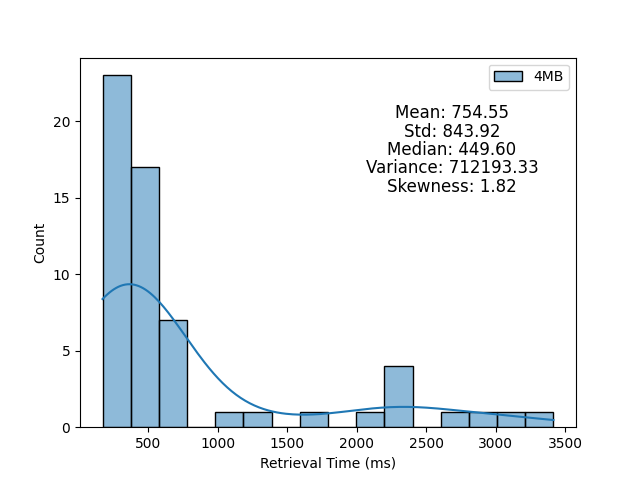 4MB
Mean: 754.55
Std: 843.92
Median: 449.60
Variance: 712193.33
Skewness: 1.82
Count
20
15
10
5
0
500 1000 1500 2000 2500 3000 3500
Retrieval Time (ms)